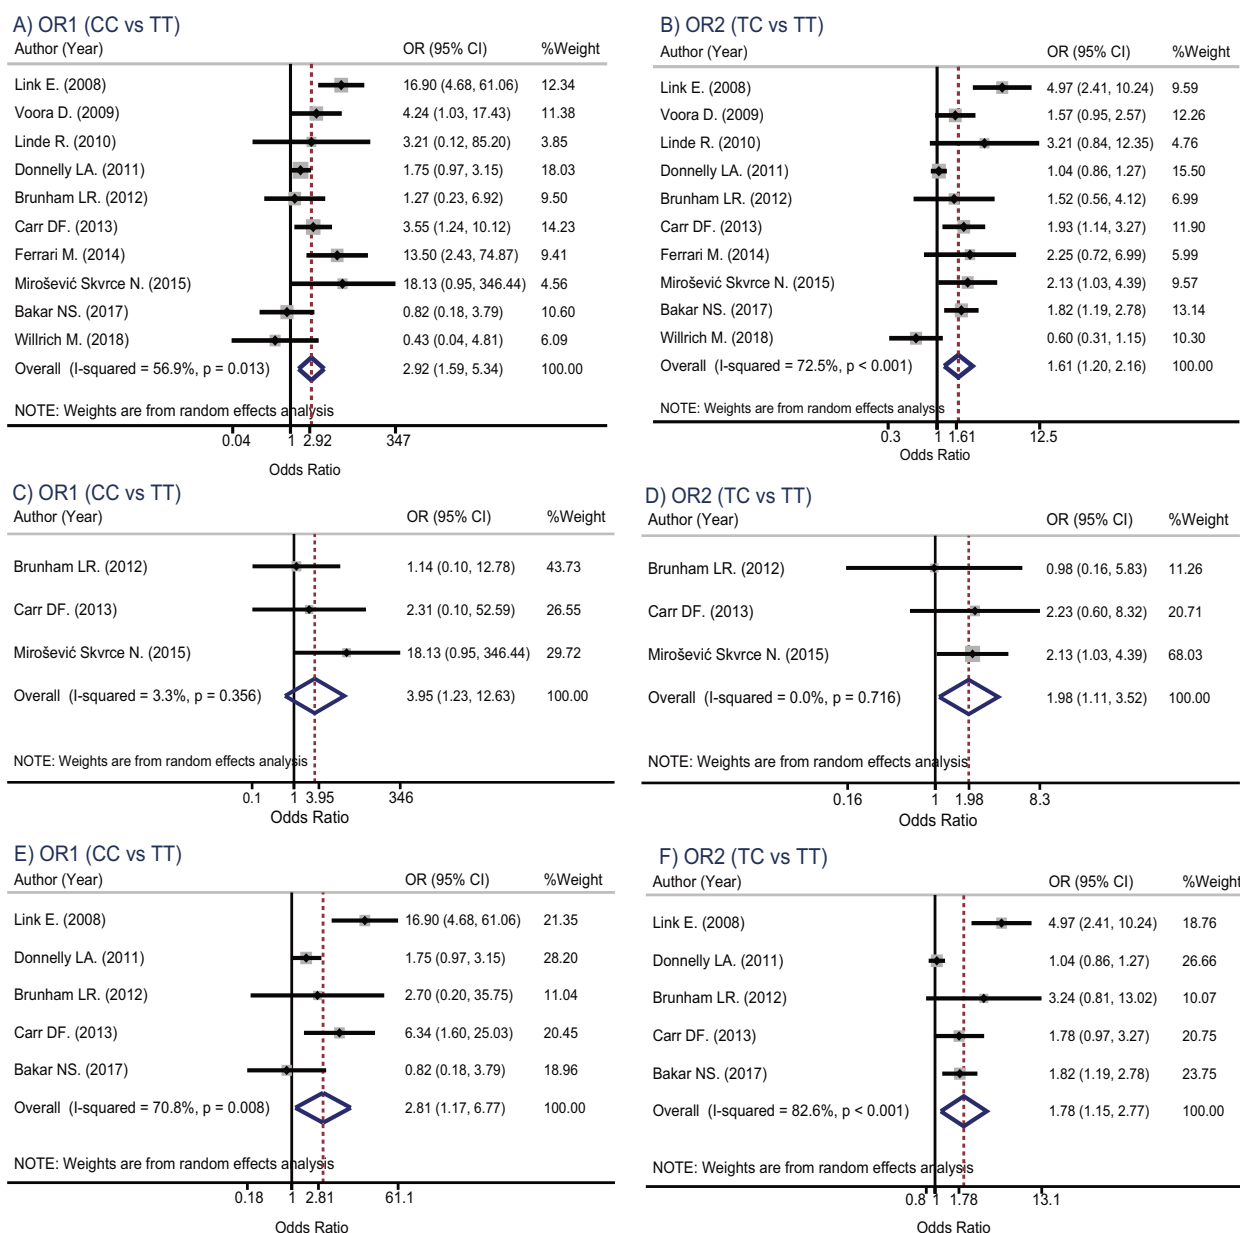 A) OR1 (CC vs TT)
Author (Year) OR (95% CI) %Weight
Link E. (2008) 16.90 (4.68, 61.06) 12.34
Voora D. (2009) 4.24 (1.03, 17.43) 11.38
Linde R. (2010) 3.21 (0.12, 85.20) 3.85
Donnelly LA. (2011) 1.75 (0.97, 3.15) 18.03
Brunham LR. (2012) 1.27 (0.23, 6.92) 9.50
Carr DF. (2013) 3.55 (1.24, 10.12) 14.23
Ferrari M. (2014) 13.50 (2.43, 74.87) 9.41
Mirošević Skvrce N. (2015) 18.13 (0.95, 346.44) 4.56
Bakar NS. (2017) 0.82 (0.18, 3.79) 10.60
Willrich M. (2018) 0.43 (0.04, 4.81) 6.09
Overall (I-squared = 56.9%, p = 0.013) 2.92 (1.59, 5.34) 100.00
NOTE: Weights are from random effects analysis
0.04 1 2.92 347
Odds Ratio
B) OR2 (TC vs TT)
Author (Year) OR (95% CI) %Weight
Link E. (2008) 4.97 (2.41, 10.24) 9.59
Voora D. (2009) 1.57 (0.95, 2.57) 12.26
Linde R. (2010) 3.21 (0.84, 12.35) 4.76
Donnelly LA. (2011) 1.04 (0.86, 1.27) 15.50
Brunham LR. (2012) 1.52 (0.56, 4.12) 6.99
Carr DF. (2013) 1.93 (1.14, 3.27) 11.90
Ferrari M. (2014) 2.25 (0.72, 6.99) 5.99
Mirošević Skvrce N. (2015) 2.13 (1.03, 4.39) 9.57
Bakar NS. (2017) 1.82 (1.19, 2.78) 13.14
Willrich M. (2018) 0.60 (0.31, 1.15) 10.30
Overall (I-squared = 72.5%, p < 0.001) 1.61 (1.20, 2.16) 100.00
NOTE: Weights are from random effects analysis
0.3 1 1.61 12.5
Odds Ratio
C) OR1 (CC vs TT)
Author (Year) OR (95% CI) %Weight
Brunham LR. (2012) 1.14 (0.10, 12.78) 43.73
Carr DF. (2013) 2.31 (0.10, 52.59) 26.55
Mirošević Skvrce N. (2015) 18.13 (0.95, 346.44) 29.72
Overall (I-squared = 3.3%, p = 0.356) 3.95 (1.23, 12.63) 100.00
NOTE: Weights are from random effects analysis
0.1 1 3.95 346
Odds Ratio
D) OR2 (TC vs TT)
Author (Year) OR (95% CI) %Weight
Brunham LR. (2012) 0.98 (0.16, 5.83) 11.26
Carr DF. (2013) 2.23 (0.60, 8.32) 20.71
Mirošević Skvrce N. (2015) 2.13 (1.03, 4.39) 68.03
Overall (I-squared = 0.0%, p = 0.716) 1.98 (1.11, 3.52) 100.00
NOTE: Weights are from random effects analysis
0.16 1 1.98 8.3
Odds Ratio
E) OR1 (CC vs TT)
Author (Year) OR (95% CI) %Weight
Link E. (2008) 16.90 (4.68, 61.06) 21.35
Donnelly LA. (2011) 1.75 (0.97, 3.15) 28.20
Brunham LR. (2012) 2.70 (0.20, 35.75) 11.04
Carr DF. (2013) 6.34 (1.60, 25.03) 20.45
Bakar NS. (2017) 0.82 (0.18, 3.79) 18.96
Overall (I-squared = 70.8%, p = 0.008) 2.81 (1.17, 6.77) 100.00
NOTE: Weights are from random effects analysis
0.18 1 2.81 61.1
Odds Ratio
F) OR2 (TC vs TT)
Author (Year) OR (95% CI) %Weight
Link E. (2008) 4.97 (2.41, 10.24) 18.76
Donnelly LA. (2011) 1.04 (0.86, 1.27) 26.66
Brunham LR. (2012) 3.24 (0.81, 13.02) 10.07
Carr DF. (2013) 1.78 (0.97, 3.27) 20.75
Bakar NS. (2017) 1.82 (1.19, 2.78) 23.75
Overall (I-squared = 82.6%, p < 0.001) 1.78 (1.15, 2.77) 100.00
NOTE: Weights are from random effects analysis
0.8 1 1.78 13.1
Odds Ratio